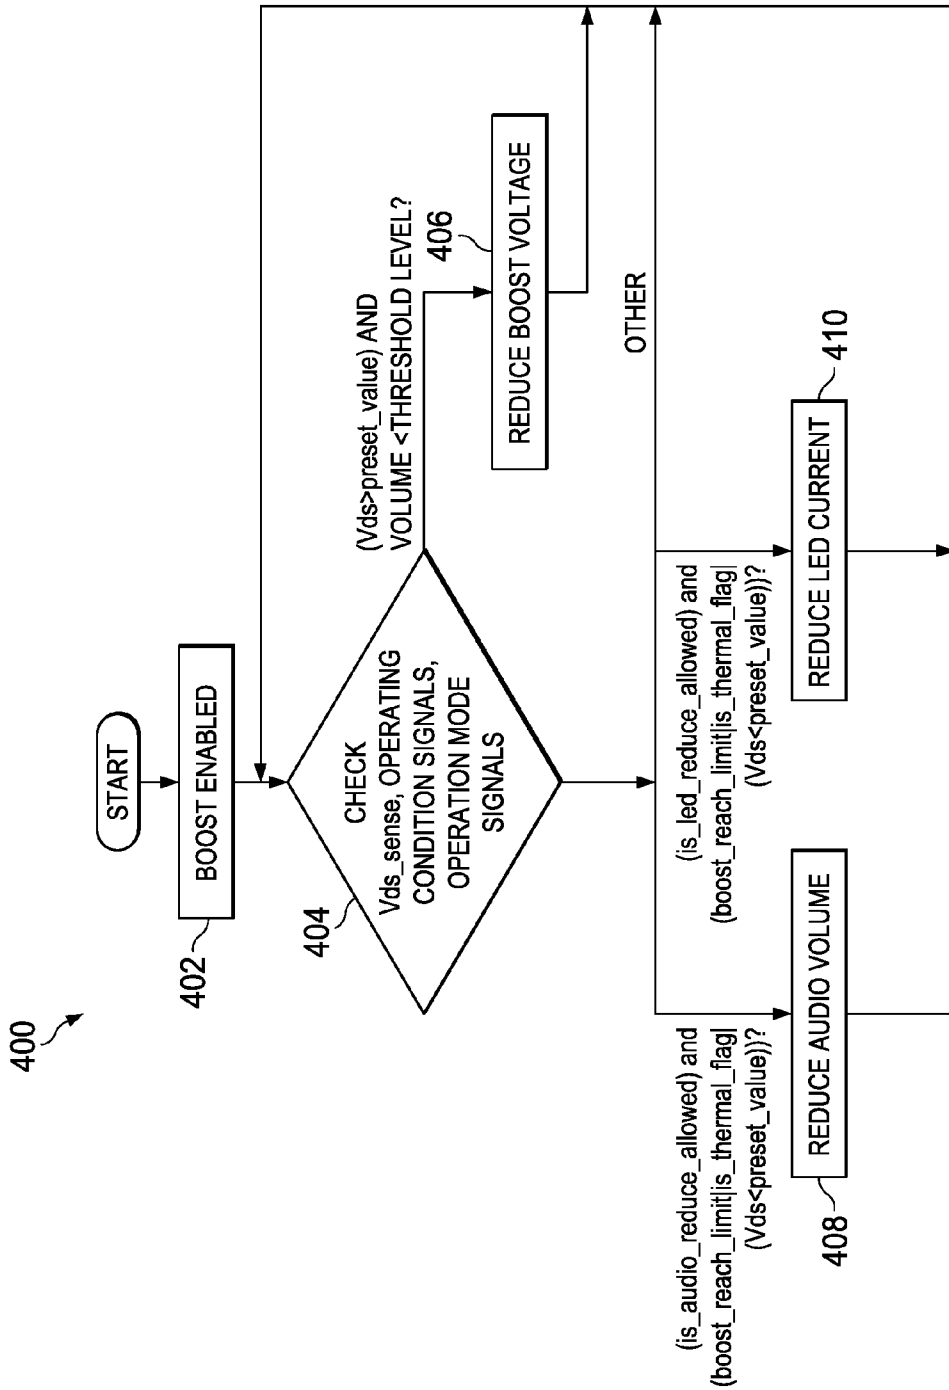 400
START
402
BOOST ENABLED
404
CHECK
Vds_sense, OPERATING
CONDITION SIGNALS,
OPERATION MODE
SIGNALS
(Vds>preset_value) AND
VOLUME <THRESHOLD LEVEL?
406
REDUCE BOOST VOLTAGE
OTHER
(is_audio_reduce_allowed) and
(boost_reach_limit|is_thermal_flag|
(Vds<preset_value))?
408
REDUCE AUDIO VOLUME
(is_led_reduce_allowed) and
(boost_reach_limit|is_thermal_flag|
(Vds<preset_value))?
410
REDUCE LED CURRENT